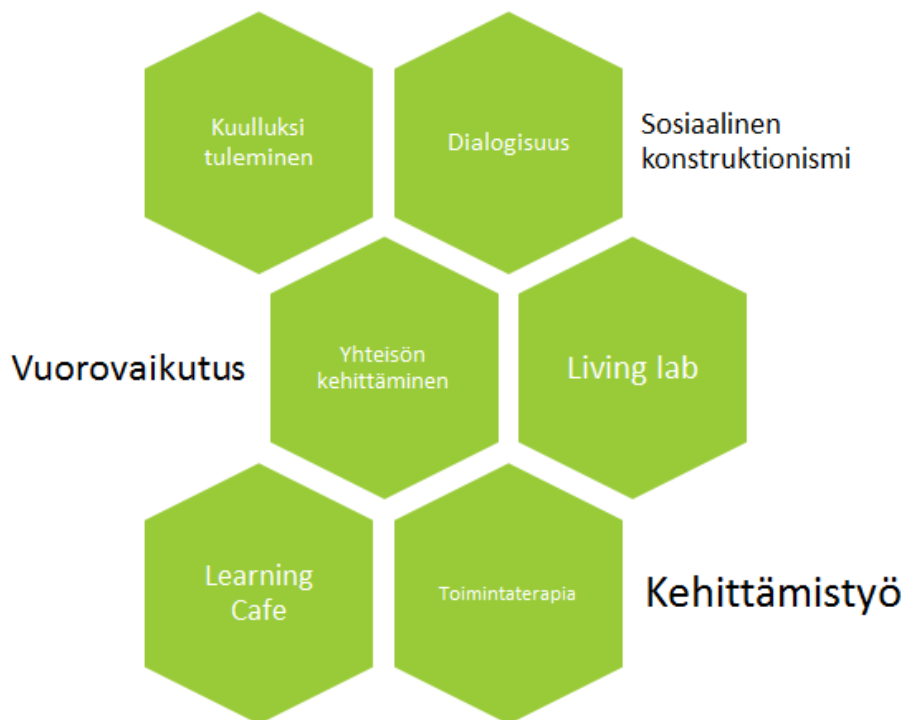 Kuulluksi
tuleminen
Dialogisuus
Sosiaalinen
konstruktionismi
Vuorovaikutus
Yhteisön
kehittäminen
Living lab
Learning
Cafe
Toimintaterapia
Kehittämistyö